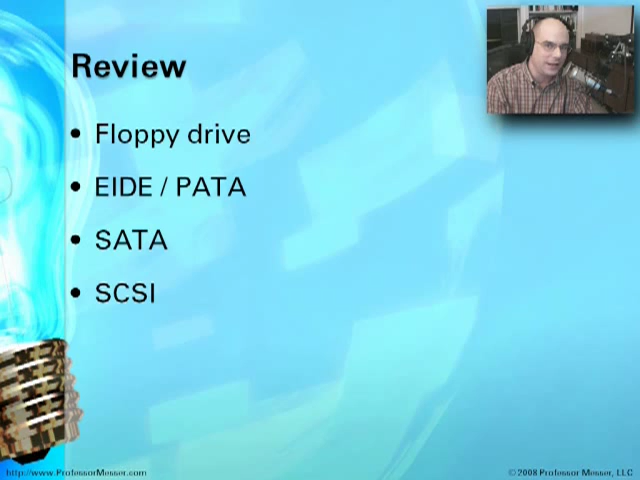 Review
• Floppy drive
• EIDE / PATA
• SATA
• SCSI
http://www.ProfessorMesser.com
© 2008 Professor Messer, LLC